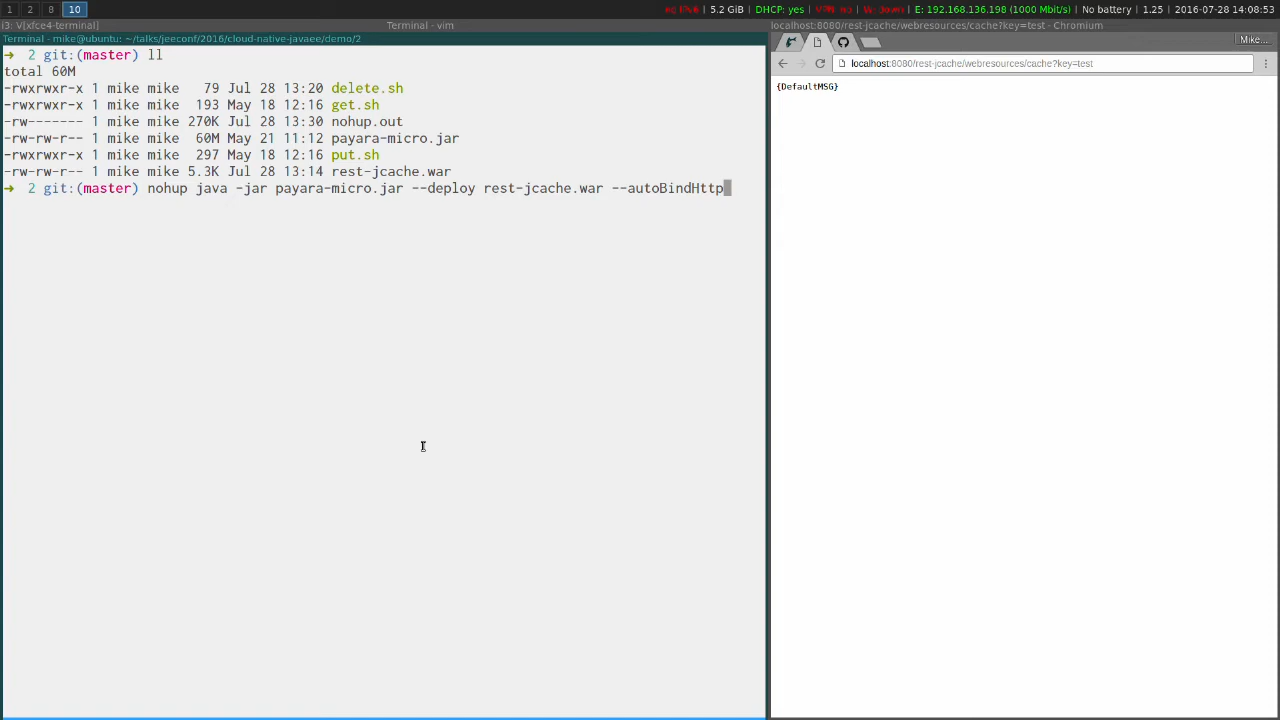 1 2 8 10
5.2 GiB | DHCP: yes | | E: 192.168.136.198 (1000 Mbit/s) | No battery | 1.25 | 2016-07-28 14:08:53
i3: V[xfce4-terminal] Terminal - vim
localhost:8080/rest-jcache/webresources/cache?key=test - Chromium
Terminal - mike@ubuntu: ~/talks/jeeconf/2016/cloud-native-javaee/demo/2
➜ 2 git:(master) ll
total 60M
-rwxrwxr-x 1 mike mike 79 Jul 28 13:20 delete.sh
-rwxrwxr-x 1 mike mike 193 May 18 12:16 get.sh
-rw------- 1 mike mike 270K Jul 28 13:30 nohup.out
-rw-rw-r-- 1 mike mike 60M May 21 11:12 payara-micro.jar
-rwxrwxr-x 1 mike mike 297 May 18 12:16 put.sh
-rw-rw-r-- 1 mike mike 5.3K Jul 28 13:14 rest-jcache.war
➜ 2 git:(master) nohup java -jar payara-micro.jar --deploy rest-jcache.war --autoBindHttp
Mike...
localhost:8080/rest-jcache/webresources/cache?key=test
{DefaultMSG}